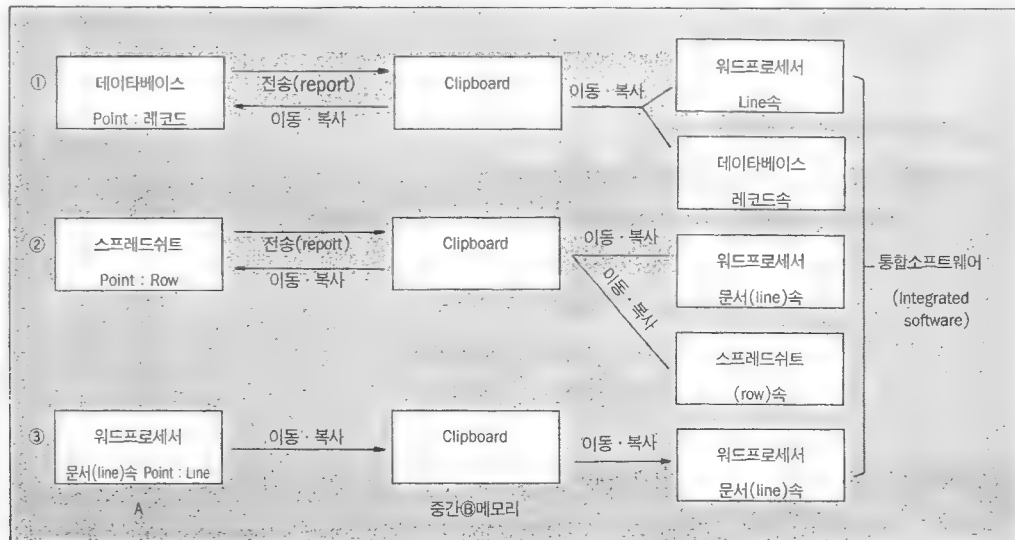 ①
데이타베이스
Point : 레코드
전송(report)
이동 · 복사
Clipboard
이동 · 복사
워드프로세서
Line속
데이타베이스
레코드속
②
스프레드쉬트
Point : Row
전송(report)
이동 · 복사
Clipboard
이동 · 복사
이동 · 복사
워드프로세서
문서(line)속
스프레드쉬트
(row)속
통합소프트웨어
(Integrated
software)
③
워드프로세서
문서(line)속 Point : Line
이동 · 복사
Clipboard
이동 · 복사
워드프로세서
문서(line)속
A
중간Ⓑ메모리